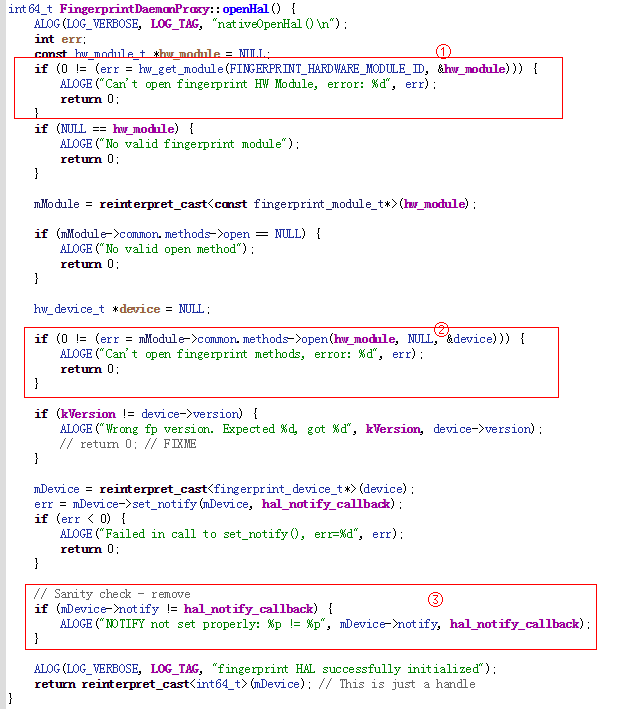 int64_t FingerprintDaemonProxy::openHal() {
    ALOG(LOG_VERBOSE, LOG_TAG, "nativeOpenHal()\n");
    int err;
    const hw_module_t *hw_module = NULL;
①
    if (0 != (err = hw_get_module(FINGERPRINT_HARDWARE_MODULE_ID, &hw_module))) {
        ALOGE("Can't open fingerprint HW Module, error: %d", err);
        return 0;
    }
    if (NULL == hw_module) {
        ALOGE("No valid fingerprint module");
        return 0;
    }

    mModule = reinterpret_cast<const fingerprint_module_t*>(hw_module);

    if (mModule->common.methods->open == NULL) {
        ALOGE("No valid open method");
        return 0;
    }

    hw_device_t *device = NULL;

②
    if (0 != (err = mModule->common.methods->open(hw_module, NULL, &device))) {
        ALOGE("Can't open fingerprint methods, error: %d", err);
        return 0;
    }

    if (kVersion != device->version) {
        ALOGE("Wrong fp version. Expected %d, got %d", kVersion, device->version);
        // return 0; // FIXME
    }

    mDevice = reinterpret_cast<fingerprint_device_t*>(device);
    err = mDevice->set_notify(mDevice, hal_notify_callback);
    if (err < 0) {
        ALOGE("Failed in call to set_notify(), err=%d", err);
        return 0;
    }

    // Sanity check - remove
③
    if (mDevice->notify != hal_notify_callback) {
        ALOGE("NOTIFY not set properly: %p != %p", mDevice->notify, hal_notify_callback);
    }

    ALOG(LOG_VERBOSE, LOG_TAG, "fingerprint HAL successfully initialized");
    return reinterpret_cast<int64_t>(mDevice); // This is just a handle
}